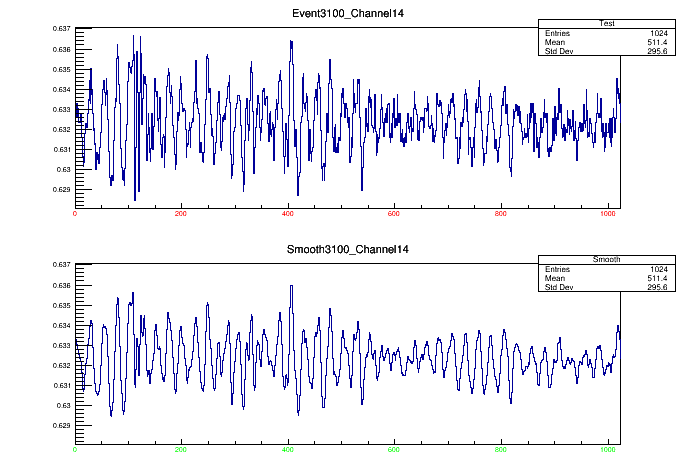 Event3100_Channel14
Test
Entries 1024
Mean 511.4
Std Dev 295.6
0.637
0.636
0.635
0.634
0.633
0.632
0.631
0.63
0.629
0 200 400 600 800 1000
Smooth3100_Channel14
Smooth
Entries 1024
Mean 511.4
Std Dev 295.6
0.637
0.636
0.635
0.634
0.633
0.632
0.631
0.63
0.629
0 200 400 600 800 1000